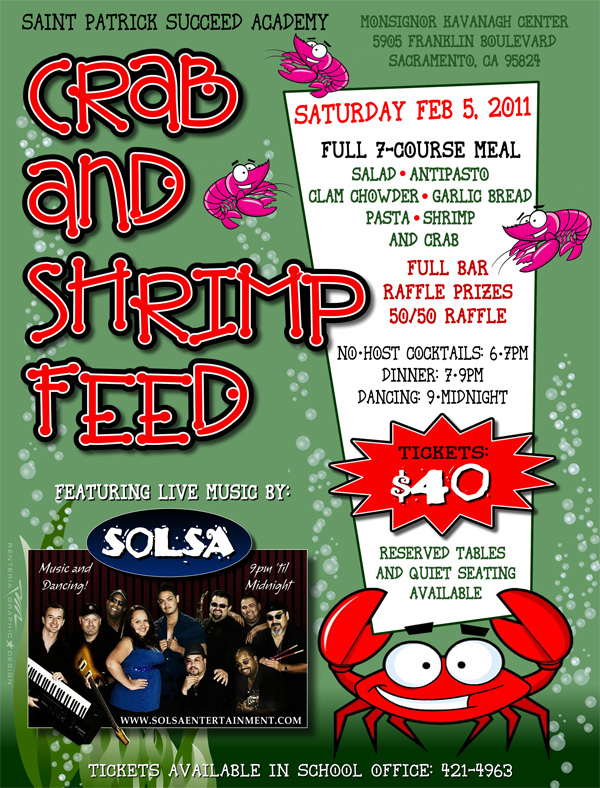 SAINT PATRICK SUCCEED ACADEMY
MONSIGNOR KAVANAGH CENTER
5905 FRANKLIN BOULEVARD
SACRAMENTO, CA 95824
CRAB
AND
SHRIMP
FEED
SATURDAY FEB 5, 2011
FULL 7-COURSE MEAL
SALAD • ANTIPASTO
CLAM CHOWDER • GARLIC BREAD
PASTA • SHRIMP
AND CRAB
FULL BAR
RAFFLE PRIZES
50/50 RAFFLE
NO-HOST COCKTAILS: 6-7PM
DINNER: 7-9PM
DANCING: 9-MIDNIGHT
TICKETS:
$40
RESERVED TABLES
AND QUIET SEATING
AVAILABLE
FEATURING LIVE MUSIC BY:
SOLSA
Music and
Dancing!
9pm 'til
Midnight
WWW.SOLSAENTERTAINMENT.COM
RENTERIA GRAPHIC★DESIGN
TICKETS AVAILABLE IN SCHOOL OFFICE: 421-4963